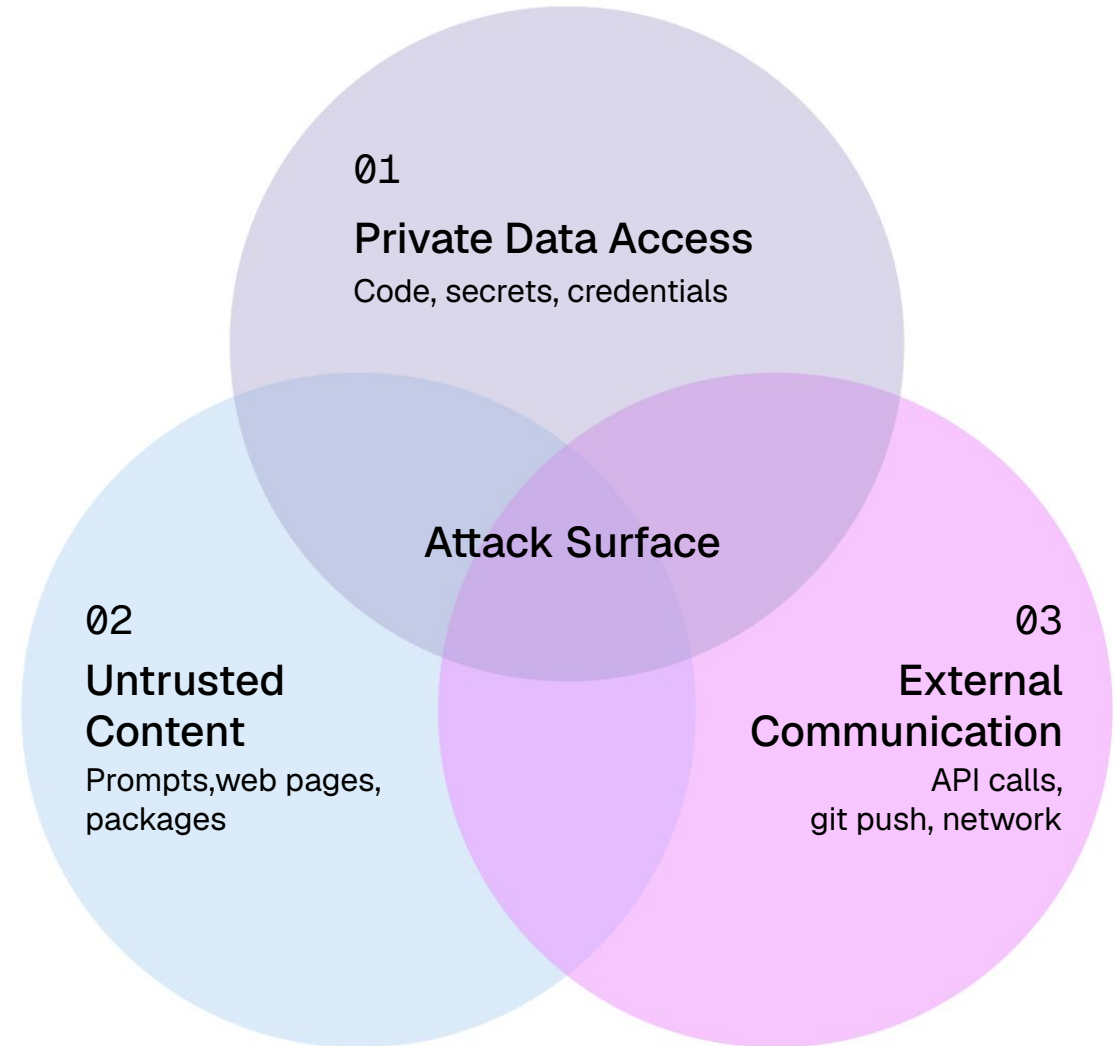 01
Private Data Access
Code, secrets, credentials
Attack Surface
02
Untrusted
Content
Prompts,web pages,
packages
03
External
Communication
API calls,
git push, network